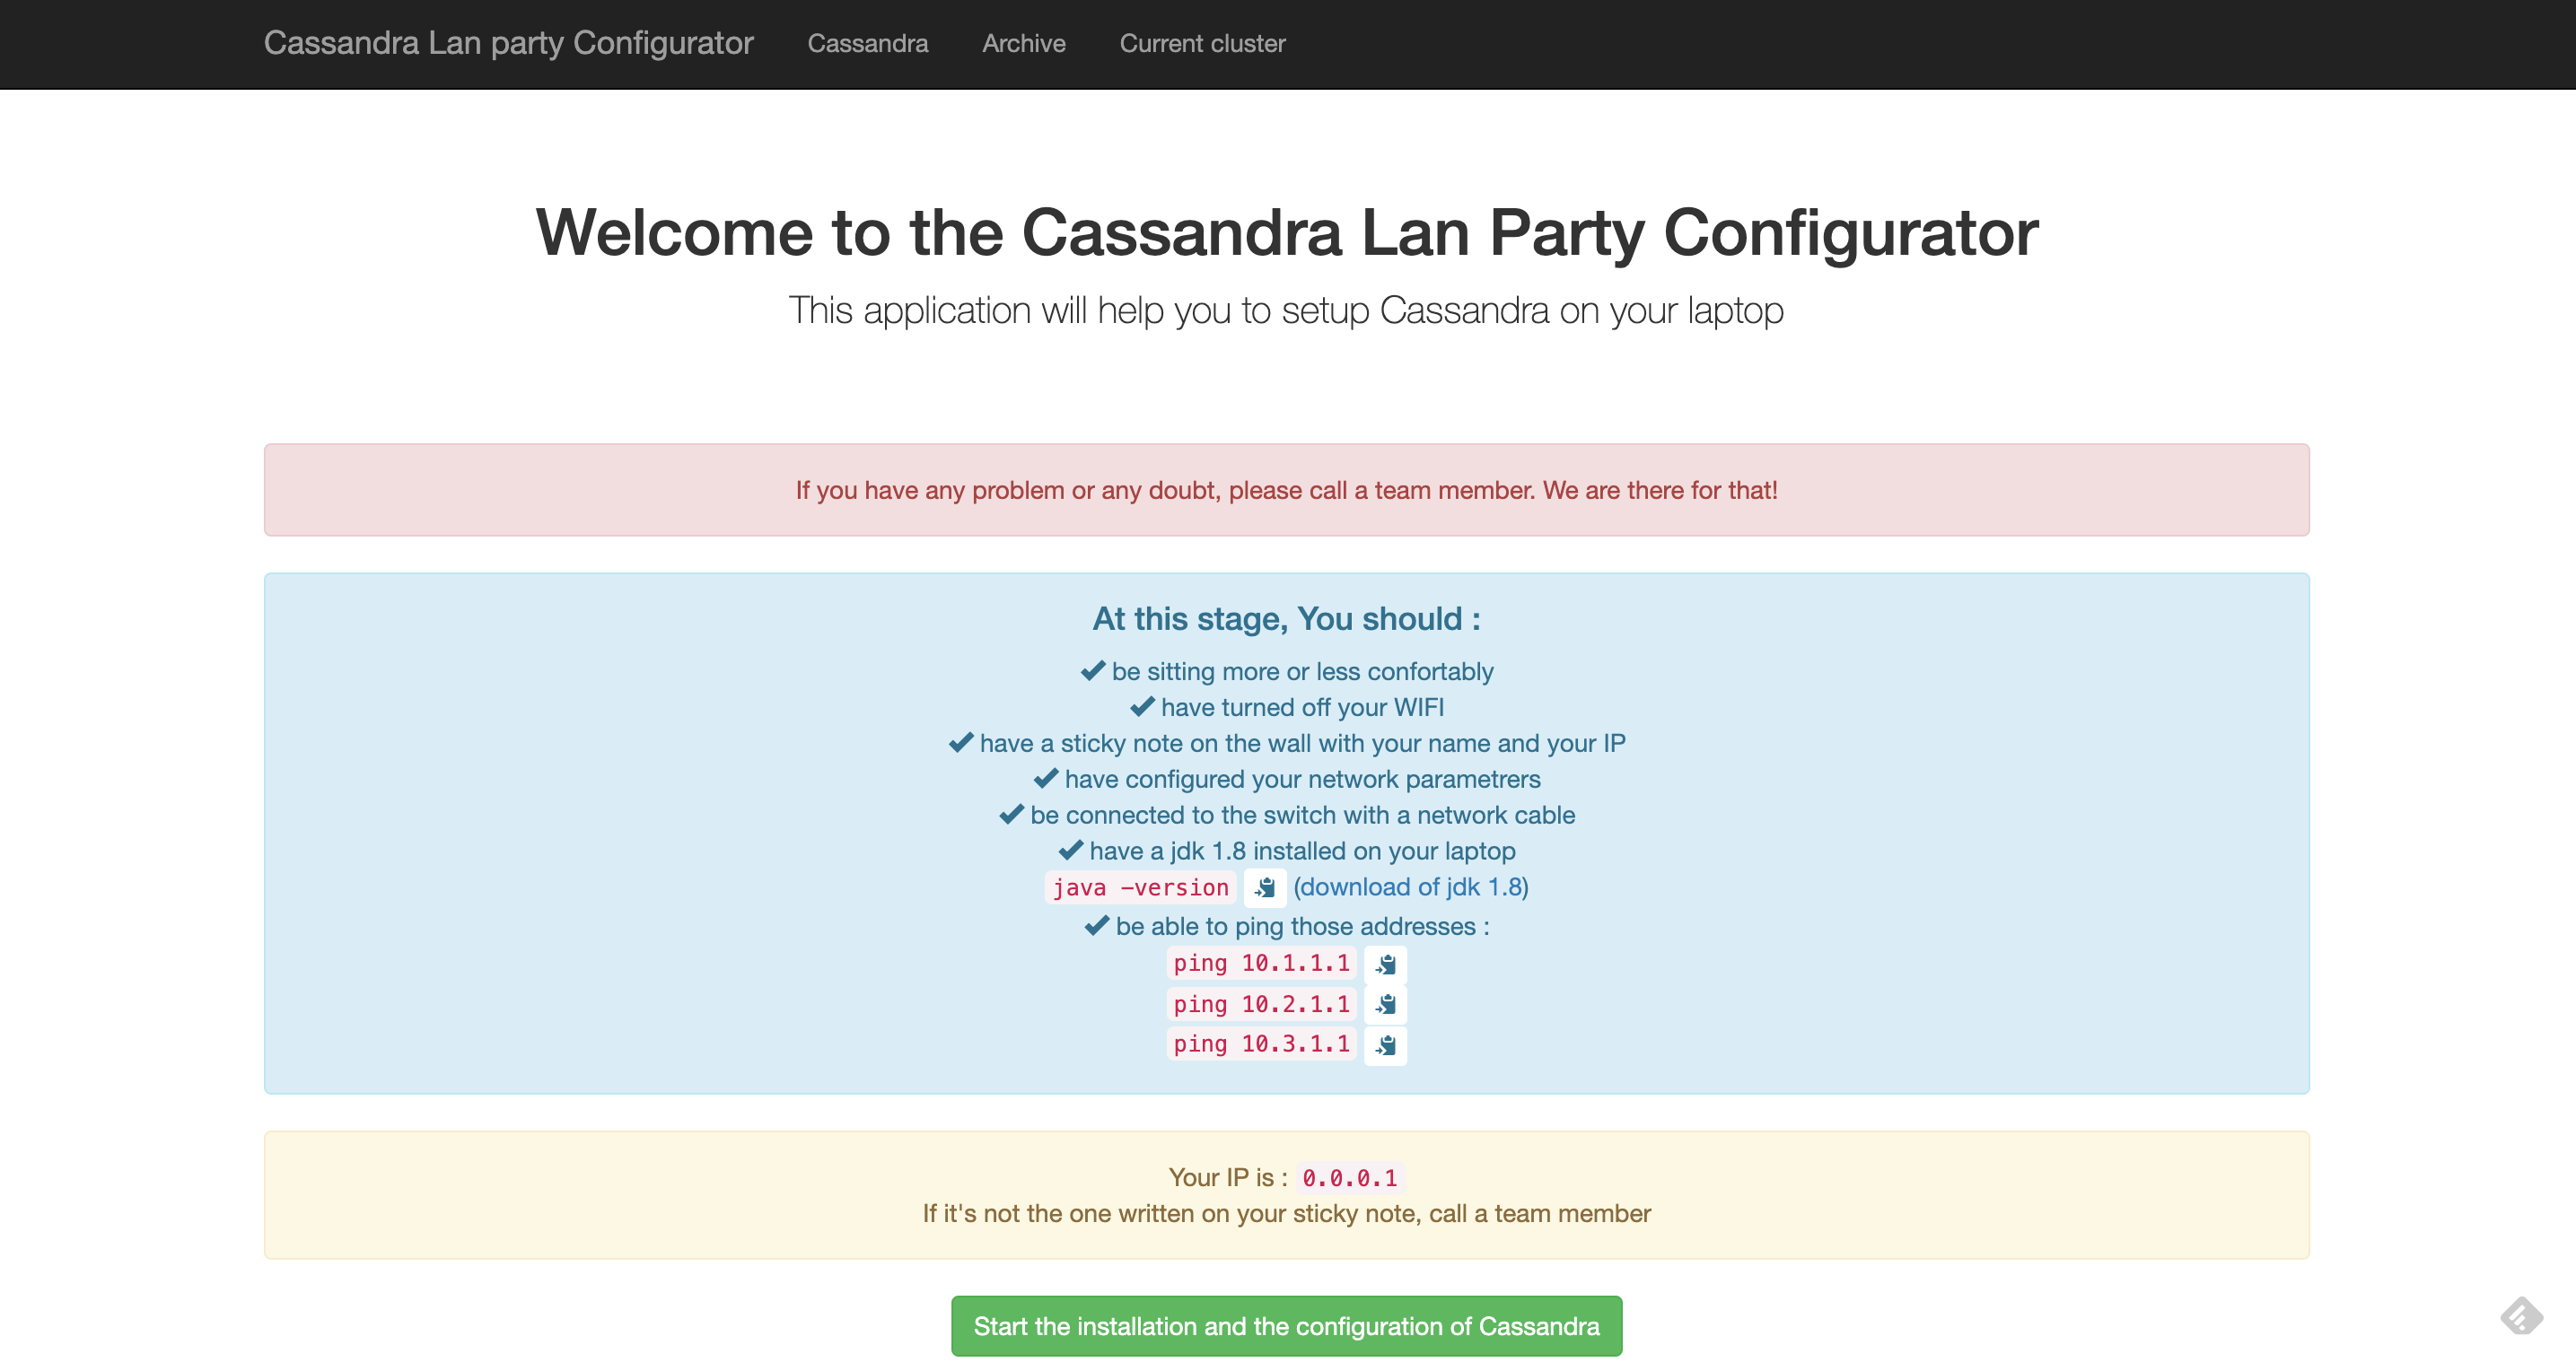 Cassandra Lan party Configurator Cassandra Archive Current cluster
Welcome to the Cassandra Lan Party Configurator
This application will help you to setup Cassandra on your laptop
If you have any problem or any doubt, please call a team member. We are there for that!
At this stage, You should :
be sitting more or less confortably
have turned off your WIFI
have a sticky note on the wall with your name and your IP
have configured your network parametrers
be connected to the switch with a network cable
have a jdk 1.8 installed on your laptop
java –version (download of jdk 1.8)
be able to ping those addresses :
ping 10.1.1.1
ping 10.2.1.1
ping 10.3.1.1
Your IP is : 0.0.0.1
If it's not the one written on your sticky note, call a team member
Start the installation and the configuration of Cassandra